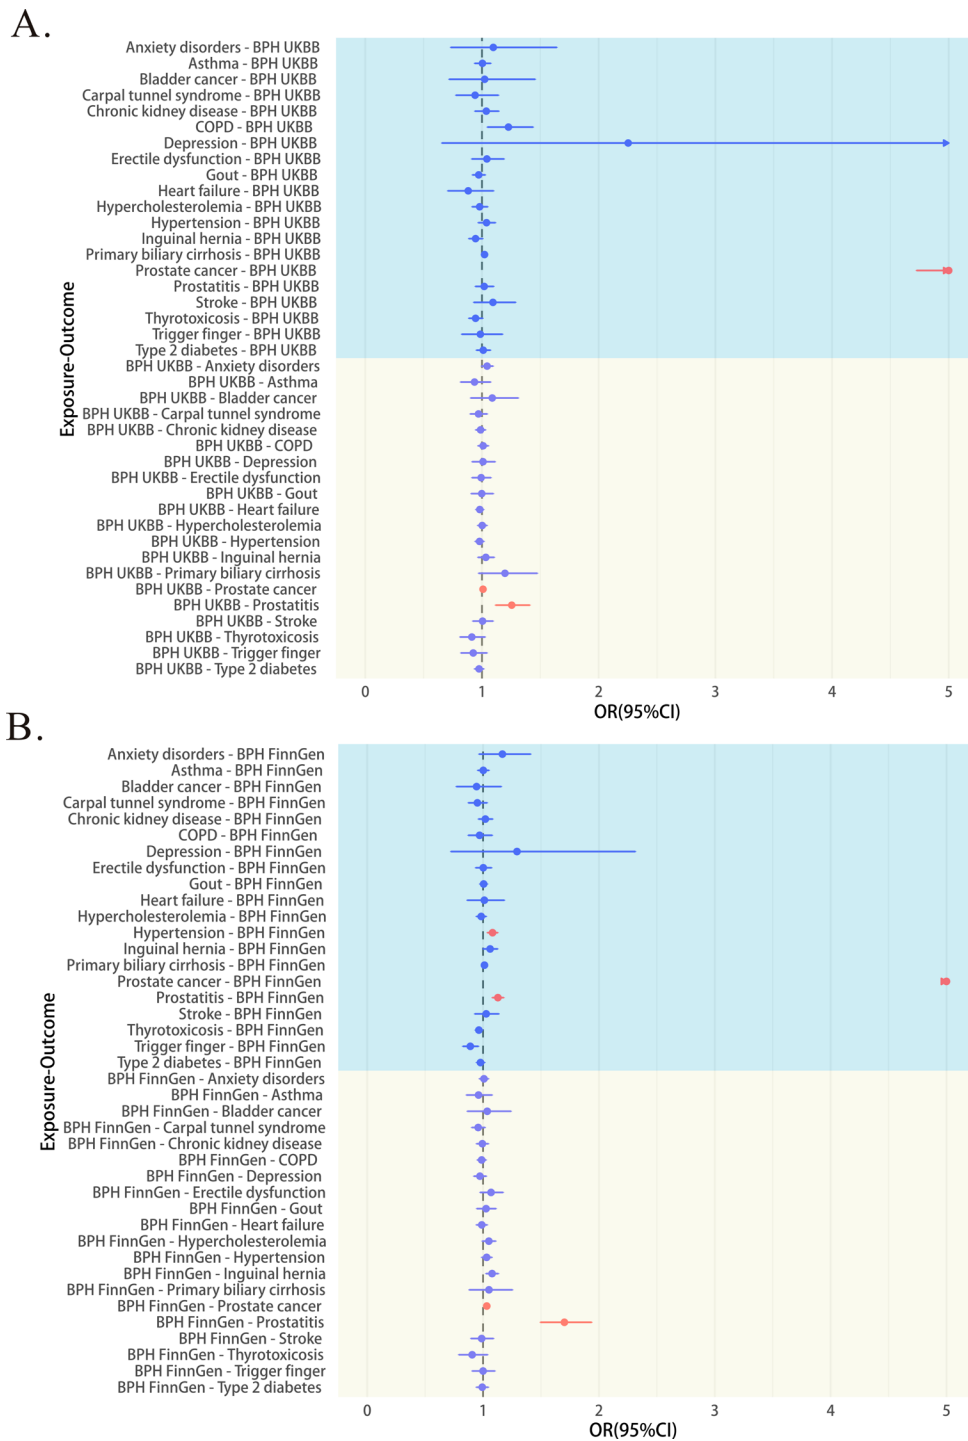 A.
Anxiety disorders - BPH UKBB
Asthma - BPH UKBB
Bladder cancer - BPH UKBB
Carpal tunnel syndrome - BPH UKBB
Chronic kidney disease - BPH UKBB
COPD - BPH UKBB
Depression - BPH UKBB
Erectile dysfunction - BPH UKBB
Gout - BPH UKBB
Heart failure - BPH UKBB
Hypercholesterolemia - BPH UKBB
Hypertension - BPH UKBB
Inguinal hernia - BPH UKBB
Primary biliary cirrhosis - BPH UKBB
Prostate cancer - BPH UKBB
Prostatitis - BPH UKBB
Stroke - BPH UKBB
Thyrotoxicosis - BPH UKBB
Trigger finger - BPH UKBB
Type 2 diabetes - BPH UKBB
BPH UKBB - Anxiety disorders
BPH UKBB - Asthma
BPH UKBB - Bladder cancer
BPH UKBB - Carpal tunnel syndrome
BPH UKBB - Chronic kidney disease
BPH UKBB - COPD
BPH UKBB - Depression
BPH UKBB - Erectile dysfunction
BPH UKBB - Gout
BPH UKBB - Heart failure
BPH UKBB - Hypercholesterolemia
BPH UKBB - Hypertension
BPH UKBB - Inguinal hernia
BPH UKBB - Primary biliary cirrhosis
BPH UKBB - Prostate cancer
BPH UKBB - Prostatitis
BPH UKBB - Stroke
BPH UKBB - Thyrotoxicosis
BPH UKBB - Trigger finger
BPH UKBB - Type 2 diabetes
Exposure-Outcome
0 1 2 3 4 5
OR(95%CI)
B.
Anxiety disorders - BPH FinnGen
Asthma - BPH FinnGen
Bladder cancer - BPH FinnGen
Carpal tunnel syndrome - BPH FinnGen
Chronic kidney disease - BPH FinnGen
COPD - BPH FinnGen
Depression - BPH FinnGen
Erectile dysfunction - BPH FinnGen
Gout - BPH FinnGen
Heart failure - BPH FinnGen
Hypercholesterolemia - BPH FinnGen
Hypertension - BPH FinnGen
Inguinal hernia - BPH FinnGen
Primary biliary cirrhosis - BPH FinnGen
Prostate cancer - BPH FinnGen
Prostatitis - BPH FinnGen
Stroke - BPH FinnGen
Thyrotoxicosis - BPH FinnGen
Trigger finger - BPH FinnGen
Type 2 diabetes - BPH FinnGen
BPH FinnGen - Anxiety disorders
BPH FinnGen - Asthma
BPH FinnGen - Bladder cancer
BPH FinnGen - Carpal tunnel syndrome
BPH FinnGen - Chronic kidney disease
BPH FinnGen - COPD
BPH FinnGen - Depression
BPH FinnGen - Erectile dysfunction
BPH FinnGen - Gout
BPH FinnGen - Heart failure
BPH FinnGen - Hypercholesterolemia
BPH FinnGen - Hypertension
BPH FinnGen - Inguinal hernia
BPH FinnGen - Primary biliary cirrhosis
BPH FinnGen - Prostate cancer
BPH FinnGen - Prostatitis
BPH FinnGen - Stroke
BPH FinnGen - Thyrotoxicosis
BPH FinnGen - Trigger finger
BPH FinnGen - Type 2 diabetes
Exposure-Outcome
0 1 2 3 4 5
OR(95%CI)